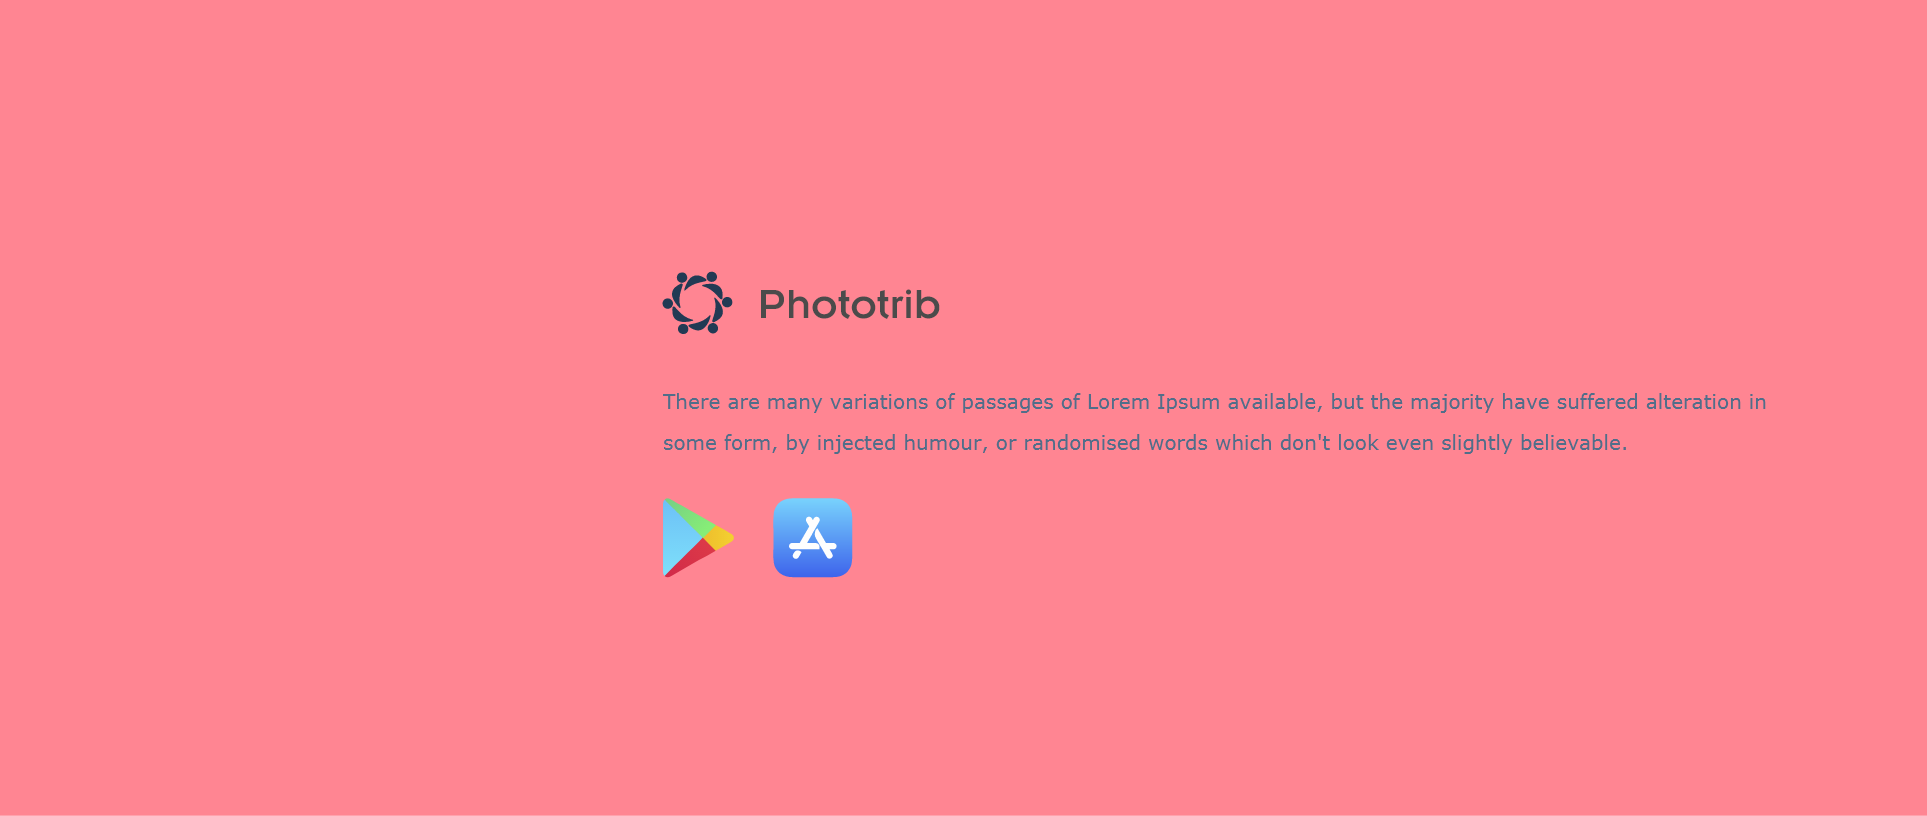 Phototrib
There are many variations of passages of Lorem Ipsum available, but the majority have suffered alteration in
some form, by injected humour, or randomised words which don't look even slightly believable.